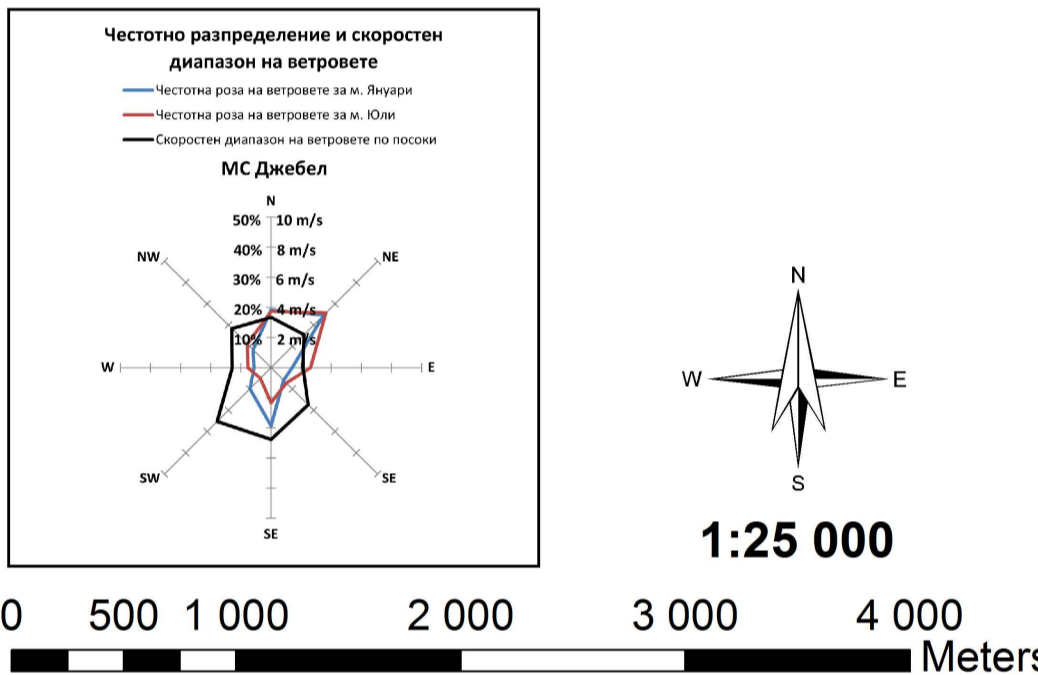 Честотно разпределение и скоростен
диапазон на ветровете
Честотна роза на ветровете за м. Януари
Честотна роза на ветровете за м. Юли
Скоростен диапазон на ветровете по посоки
МС Джебел
N
50% 10 m/s
NW 40% 8 m/s NE
30% 6 m/s
20% 4 m/s
10% 2 m/s
W E
SW SE
SE
N
W E
S
1:25 000
0 500 1 000 2 000 3 000 4 000
Meters